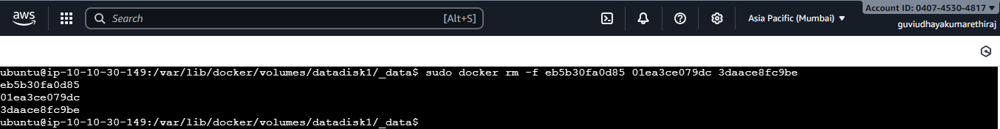 aws
Search
[Alt+S]
Asia Pacific (Mumbai)
Account ID: 0407-4530-4817
guviudhayakumarethiraj
ubuntu@ip-10-10-30-149:/var/lib/docker/volumes/datadisk1/_data$ sudo docker rm -f eb5b30fa0d85 01ea3ce079dc 3daace8fc9be
eb5b30fa0d85
01ea3ce079dc
3daace8fc9be
ubuntu@ip-10-10-30-149:/var/lib/docker/volumes/datadisk1/_data$